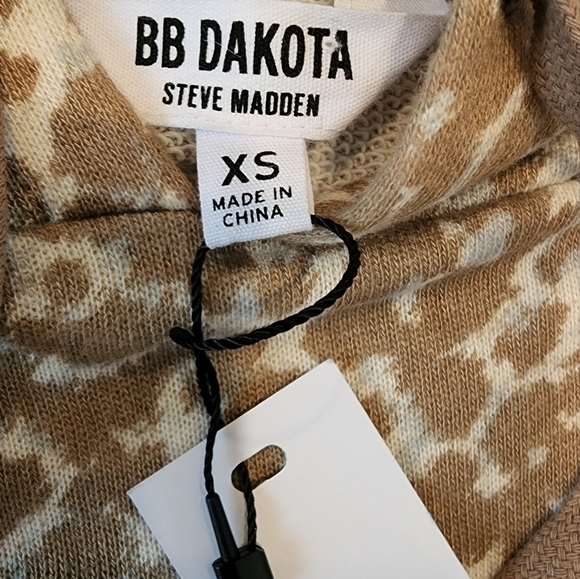 BB DAKOTA
STEVE MADDEN
XS
MADE IN
CHINA